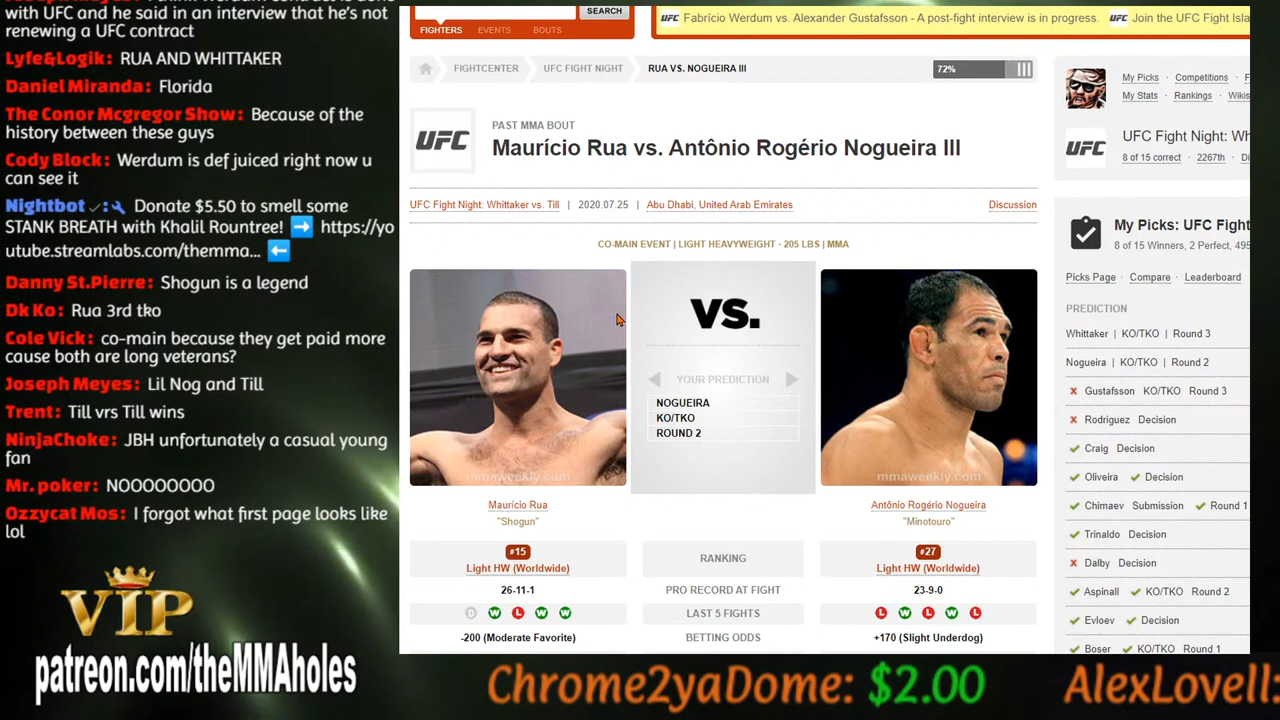 with UFC and he said in an interview that he's not
renewing a UFC contract
Lyfe&Logik: RUA AND WHITTAKER
Daniel Miranda: Florida
The Conor Mcgregor Show: Because of the
history between these guys
Cody Block: Werdum is def juiced right now u
can see it
Nightbot ✓:🔧 Donate $5.50 to smell some
STANK BREATH with Khalil Rountree! ➡ https://yo
utube.streamlabs.com/themma... ⬅
Danny St.Pierre: Shogun is a legend
Dk Ko: Rua 3rd tko
Cole Vick: co-main because they get paid more
cause both are long veterans?
Joseph Meyes: Lil Nog and Till
Trent: Till vrs Till wins
NinjaChoke: JBH unfortunately a casual young
fan
Mr. poker: NOOOOOOOO
Ozzycat Mos: I forgot what first page looks like
lol
VIP
patreon.com/theMMAholes
SEARCH
FIGHTERS EVENTS BOUTS
UFC Fabrício Werdum vs. Alexander Gustafsson - A post-fight interview is in progress. UFC Join the UFC Fight Isla
FIGHTCENTER UFC FIGHT NIGHT RUA VS. NOGUEIRA III 72%
UFC
PAST MMA BOUT
Maurício Rua vs. Antônio Rogério Nogueira III
UFC Fight Night: Whittaker vs. Till | 2020.07.25 | Abu Dhabi, United Arab Emirates Discussion
CO-MAIN EVENT | LIGHT HEAVYWEIGHT · 205 LBS | MMA
VS.
YOUR PREDICTION
NOGUEIRA
KO/TKO
ROUND 2
mmaweekly.com mmaweekly.com
Maurício Rua Antônio Rogério Nogueira
"Shogun" "Minotouro"
#15 RANKING #27
Light HW (Worldwide) Light HW (Worldwide)
26-11-1 PRO RECORD AT FIGHT 23-9-0
D W L W W LAST 5 FIGHTS L W L W L
-200 (Moderate Favorite) BETTING ODDS +170 (Slight Underdog)
My Picks · Competitions · F
My Stats · Rankings · Wikis
UFC UFC Fight Night: Wh
8 of 15 correct · 2267th · Di
My Picks: UFC Fight
8 of 15 Winners, 2 Perfect, 495
Picks Page · Compare · Leaderboard
PREDICTION
Whittaker | KO/TKO | Round 3
Nogueira | KO/TKO | Round 2
Gustafsson KO/TKO Round 3
Rodriguez Decision
Craig Decision
Oliveira Decision
Chimaev Submission Round 1
Trinaldo Decision
Dalby Decision
Aspinall KO/TKO Round 2
Evloev Decision
Boser KO/TKO Round 1
Chrome2yaDome: $2.00 AlexLovell: